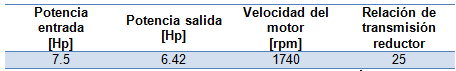 Potencia entrada [Hp]
Potencia salida [Hp]
Velocidad del motor [rpm]
Relación de transmisión reductor
7.5 6.42 1740 25